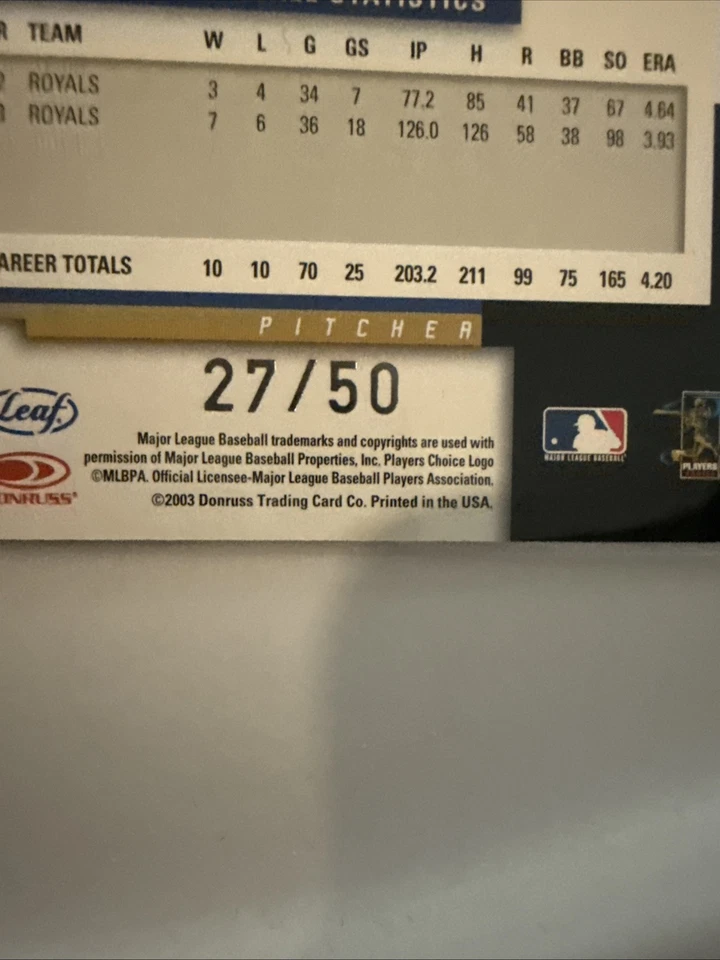 STATISTICS
R TEAM W L G GS IP H R BB SO ERA
ROYALS 3 4 34 7 77.2 85 41 37 67 4.64
ROYALS 7 6 36 18 126.0 126 58 38 98 3.93
AREER TOTALS 10 10 70 25 203.2 211 99 75 165 4.20
PITCHER
27/50
Leaf
Major League Baseball trademarks and copyrights are used with
permission of Major League Baseball Properties, Inc. Players Choice Logo
©MLBPA. Official Licensee-Major League Baseball Players Association.
©2003 Donruss Trading Card Co. Printed in the USA.
ONRUSS
MAJOR LEAGUE BASEBALL
PLAYERS